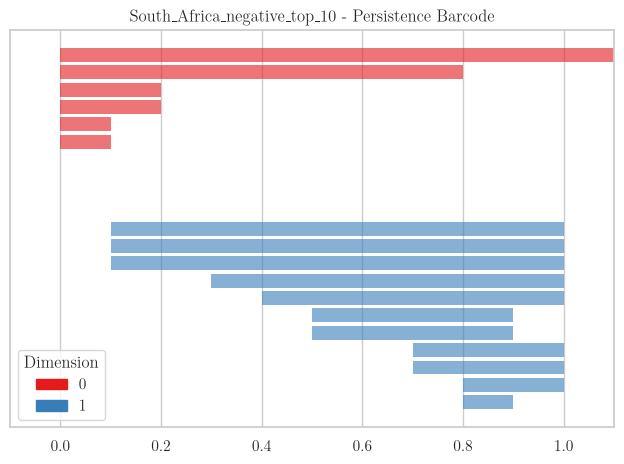 South_Africa_negative_top_10 - Persistence Barcode
Dimension
0
1
0.0 0.2 0.4 0.6 0.8 1.0